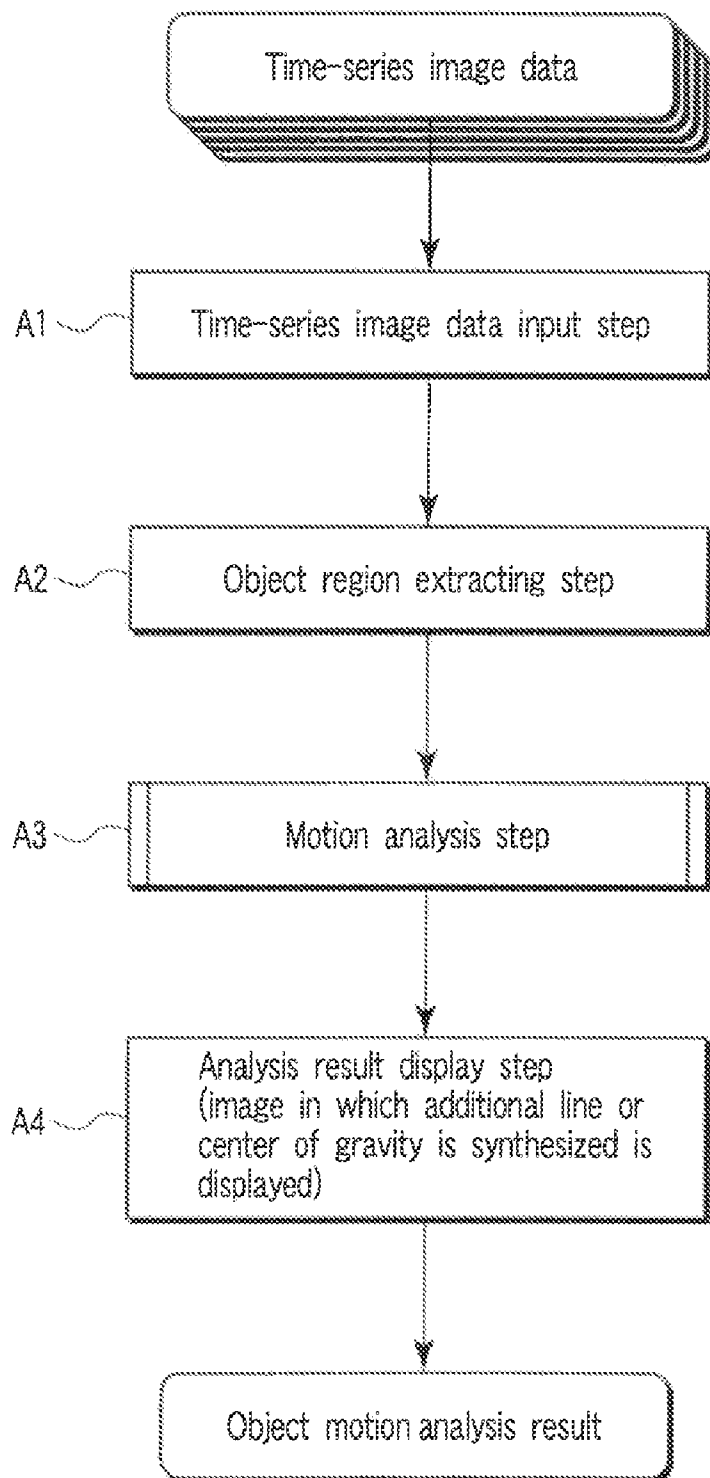 Time-series image data
A1
Time-series image data input step
A2
Object region extracting step
A3
Motion analysis step
A4
Analysis result display step
(image in which additional line or
center of gravity is synthesized is
displayed)
Object motion analysis result